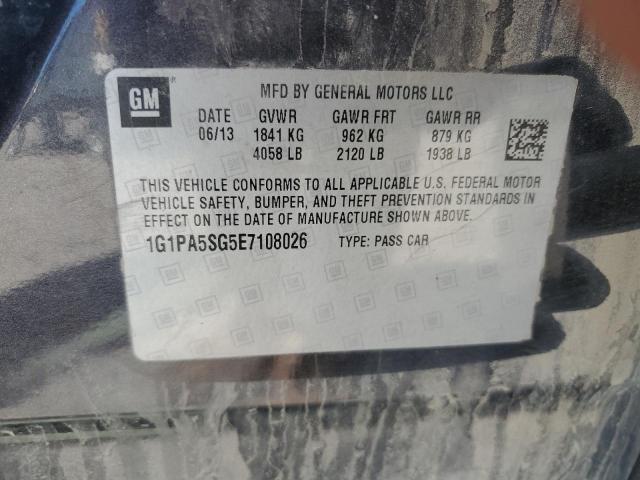 GM
MFD BY GENERAL MOTORS LLC
DATE GVWR GAWR FRT GAWR RR
06/13 1841 KG 962 KG 879 KG
4058 LB 2120 LB 1938 LB
THIS VEHICLE CONFORMS TO ALL APPLICABLE U.S. FEDERAL MOTOR
VEHICLE SAFETY, BUMPER, AND THEFT PREVENTION STANDARDS IN
EFFECT ON THE DATE OF MANUFACTURE SHOWN ABOVE.
1G1PA5SG5E7108026 TYPE: PASS CAR